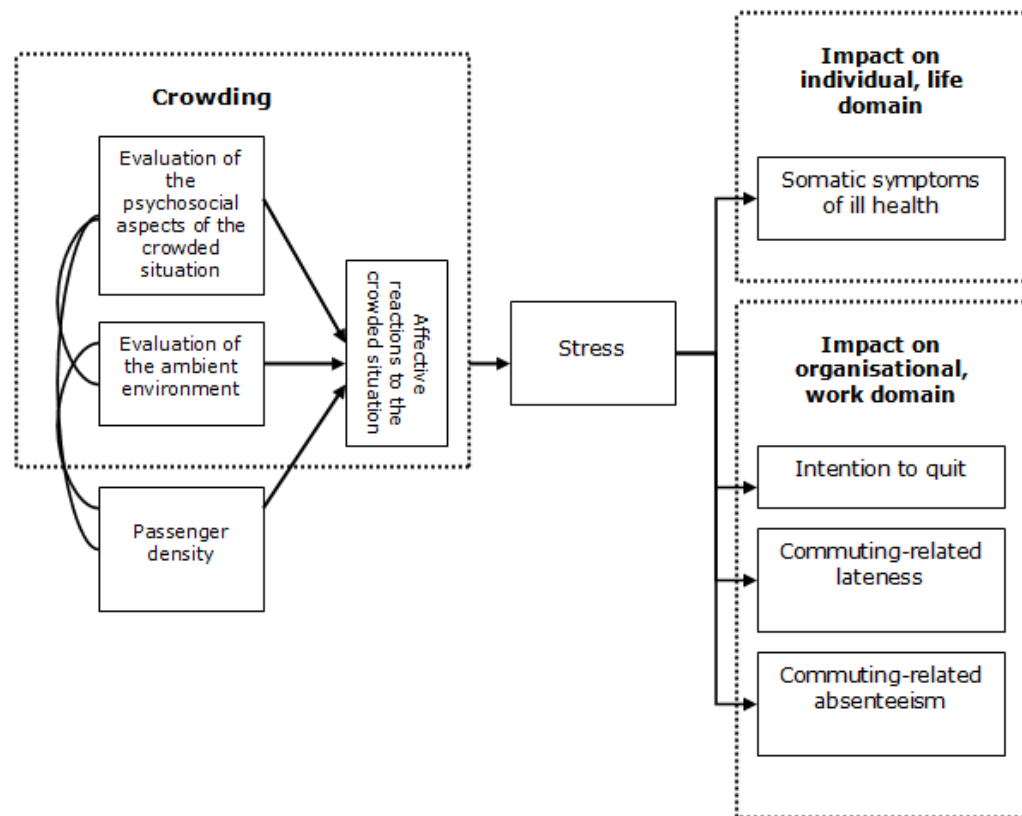 Crowding
Evaluation of
the
psychosocial
aspects of the
crowded
situation
Evaluation of
the ambient
environment
Passenger
density
Affective
reactions to the
crowded situation
Stress
Impact on
individual, life
domain
Somatic symptoms
of ill health
Impact on
organisational,
work domain
Intention to quit
Commuting-related
lateness
Commuting-related
absenteeism